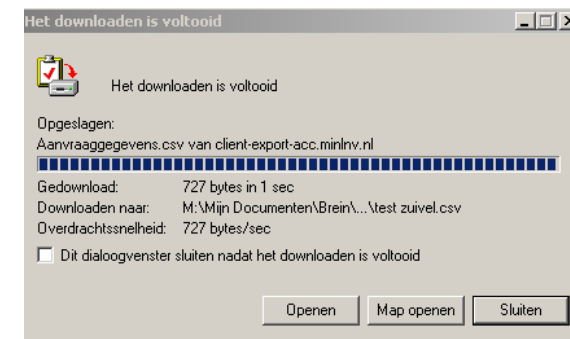 Het downloaden is voltooid
Het downloaden is voltooid
Opgeslagen:
Aanvraaggegevens.csv van client-export-acc.minlnv.nl
Gedownload: 727 bytes in 1 sec
Downloaden naar: M:\Mijn Documenten\Brein\...\test zuivel.csv
Overdrachtssnelheid: 727 bytes/sec
Dit dialoogvenster sluiten nadat het downloaden is voltooid
Openen Map openen Sluiten